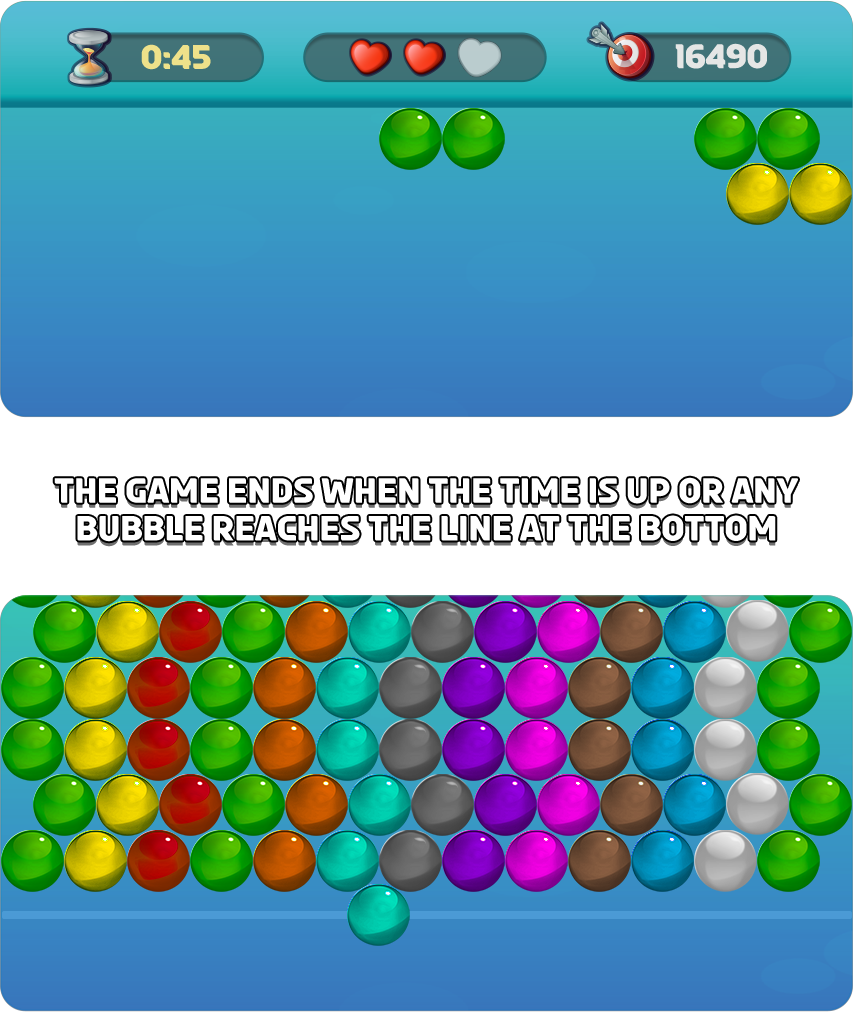 0:45
16490
THE GAME ENDS WHEN THE TIME IS UP OR ANY
BUBBLE REACHES THE LINE AT THE BOTTOM